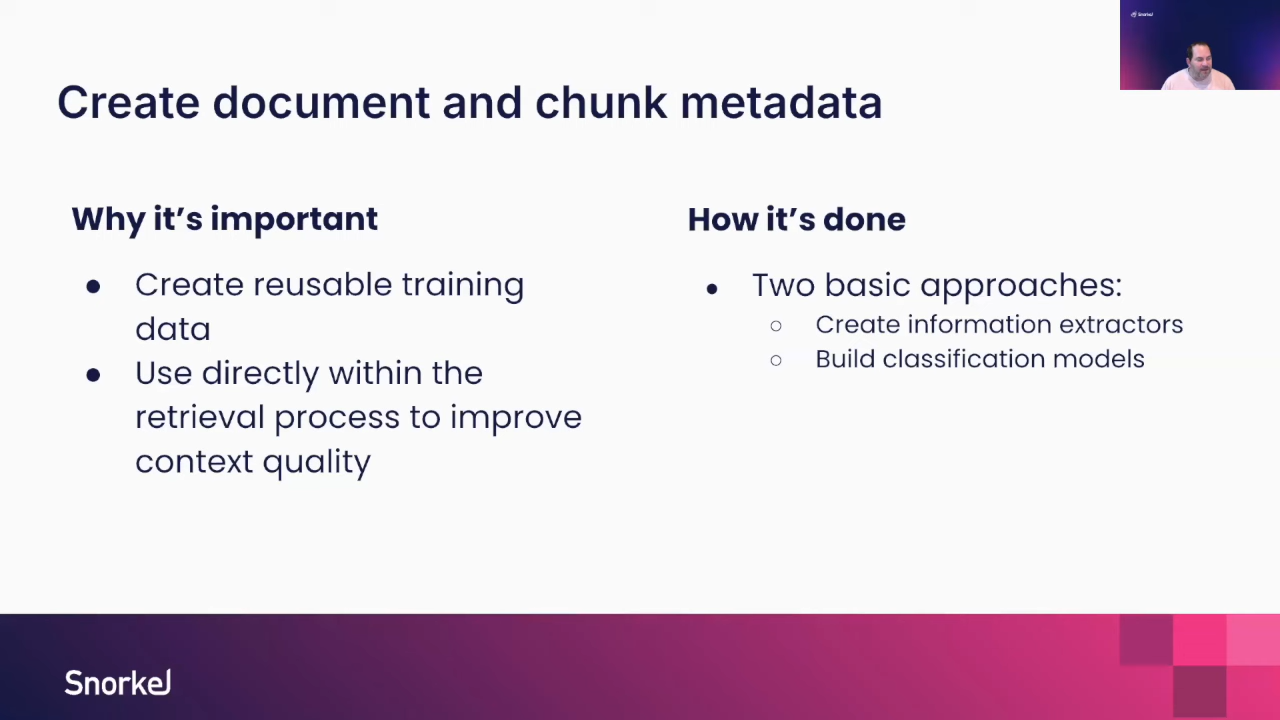 Snorkel
Create document and chunk metadata
Why it’s important
● Create reusable training
data
● Use directly within the
retrieval process to improve
context quality
How it’s done
● Two basic approaches:
○ Create information extractors
○ Build classification models
Snorkel